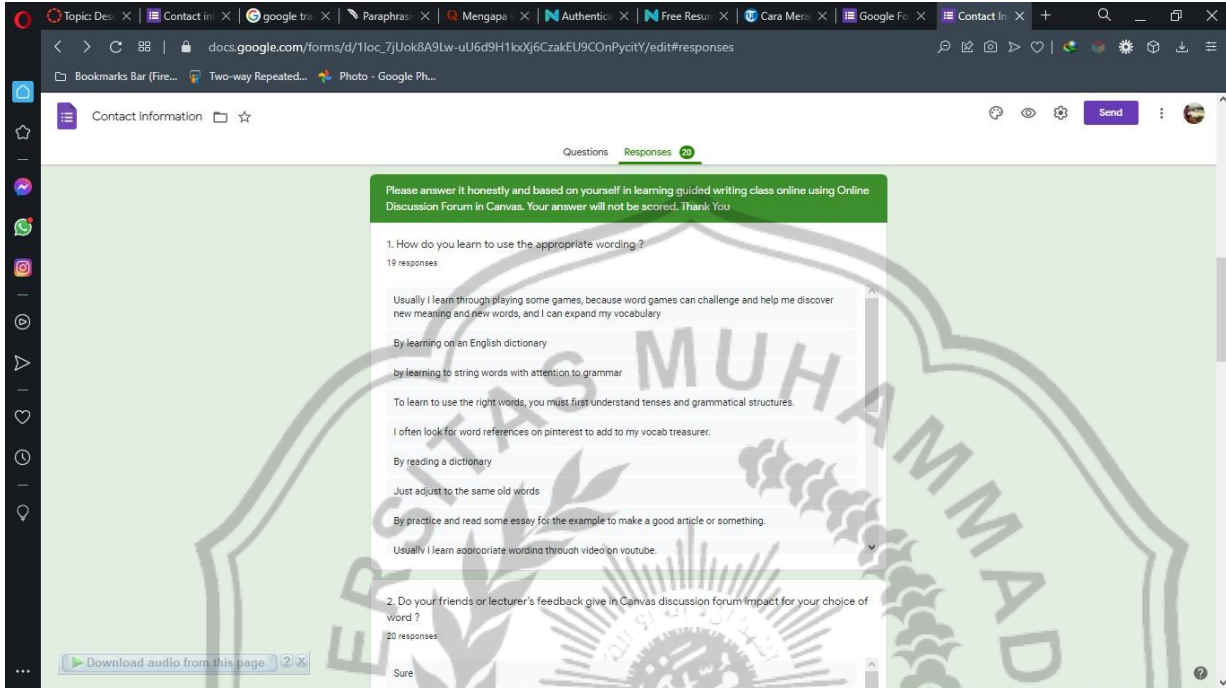 Topic: Des
Contact in
google tra
Paraphrasi
Mengapa
Authentica
Free Resum
Cara Mera
Google Fo
Contact In
docs.google.com/forms/d/1loc_7jUok8A9Lw-uU6d9H1kxXj6CzakEU9COnPycitY/edit#responses
Bookmarks Bar (Fire... Two-way Repeated... Photo - Google Ph...
Contact Information
Send
Questions Responses 20
Please answer it honestly and based on yourself in learning guided writing class online using Online
Discussion Forum in Canvas. Your answer will not be scored. Thank You
1. How do you learn to use the appropriate wording ?
19 responses
Usually I learn through playing some games, because word games can challenge and help me discover
new meaning and new words, and I can expand my vocabulary
By learning on an English dictionary
by learning to string words with attention to grammar
To learn to use the right words, you must first understand tenses and grammatical structures.
I often look for word references on pinterest to add to my vocab treasurer.
By reading a dictionary
Just adjust to the same old words
By practice and read some essay for the example to make a good article or something.
Usually I learn appropriate wording through video on youtube.
2. Do your friends or lecturer's feedback give in Canvas discussion forum impact for your choice of
word ?
20 responses
Sure
Download audio from this page ? X
ERSITAS MUHAMMAD